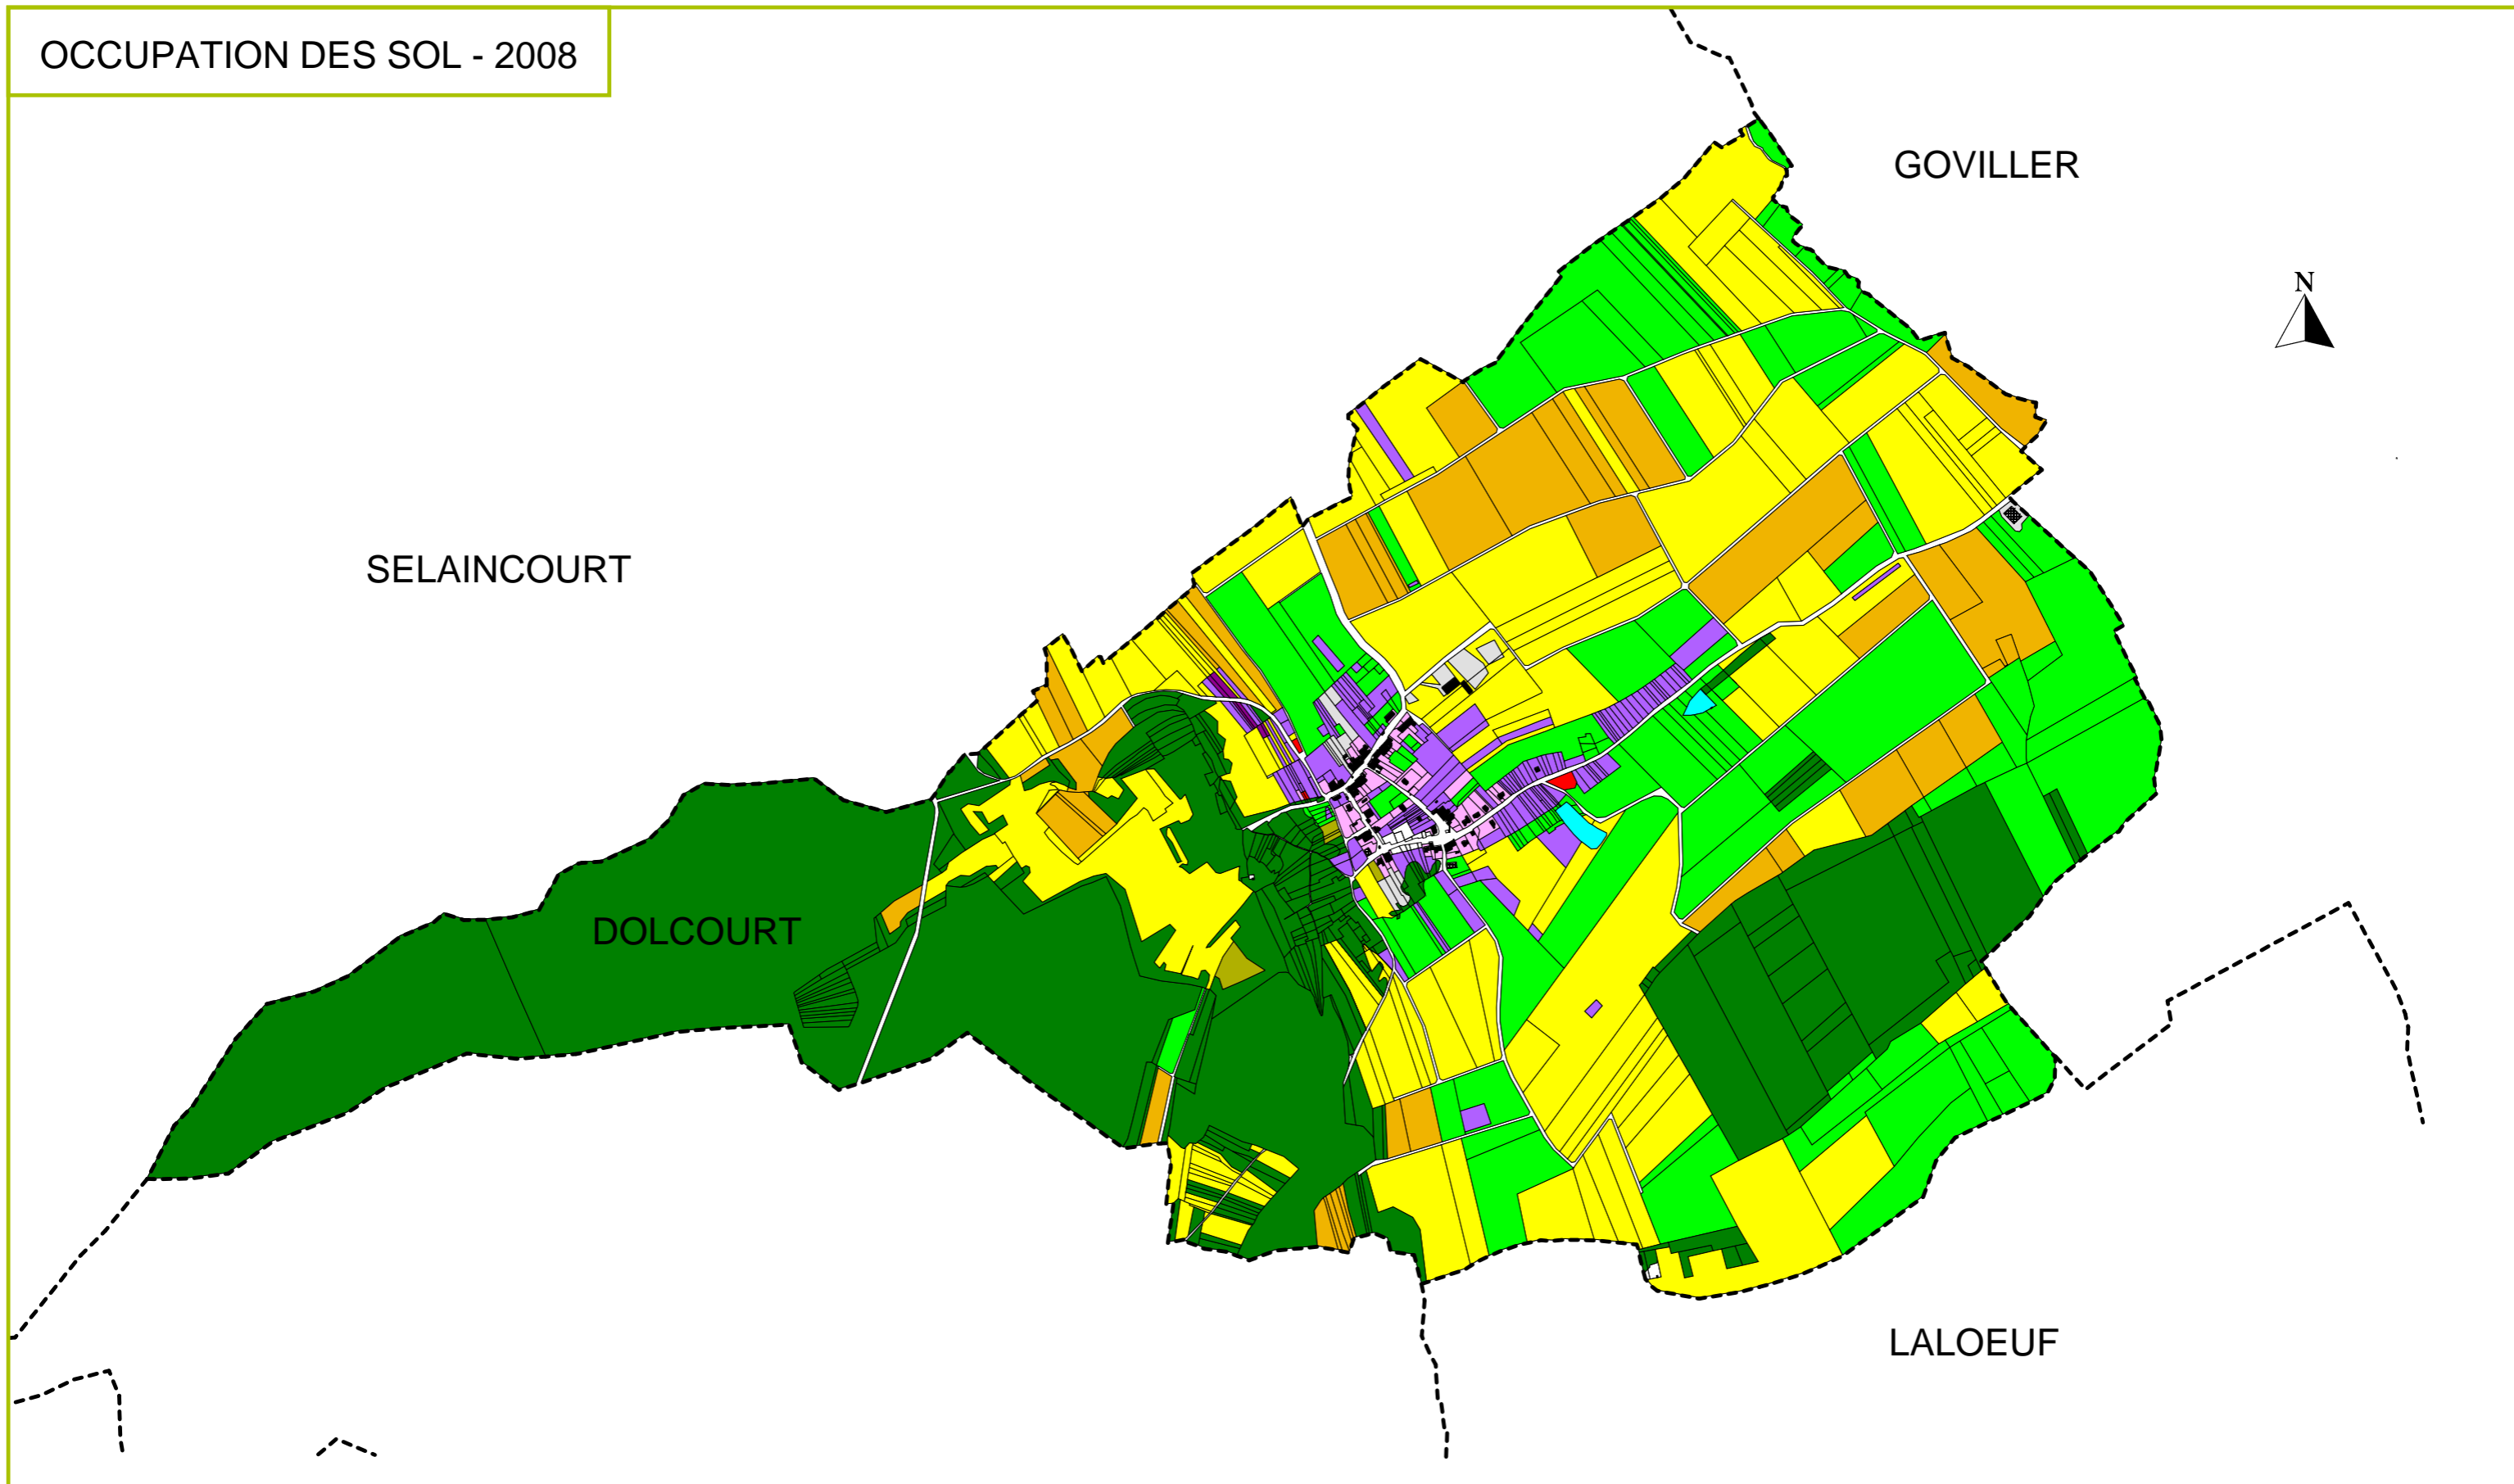 OCCUPATION DES SOL - 2008
GOVILLER
N
SELAINCOURT
DOLCOURT
LALOEUF